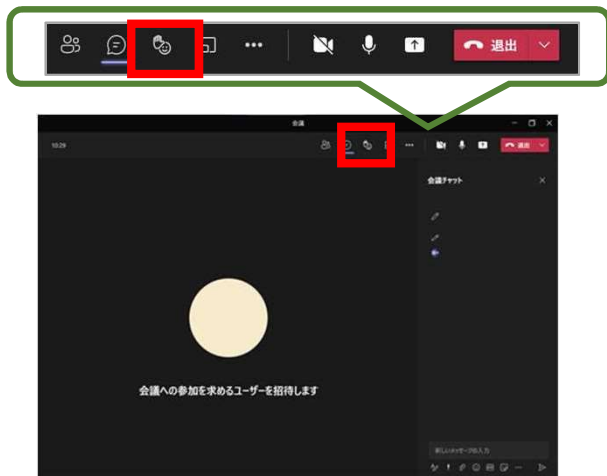 退出
会議
10:29
退出
会議チャット
会議への参加を求めるユーザーを招待します
新しいメッセージの入力